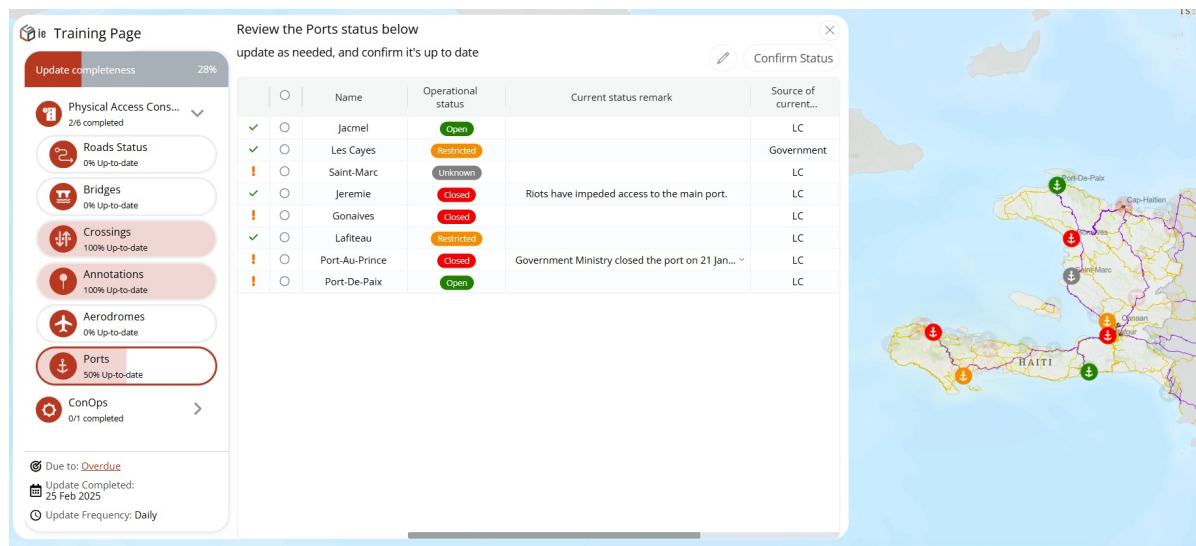 ie Training Page
Update completeness 28%
Physical Access Cons...
2/6 completed
Roads Status
0% Up-to-date
Bridges
0% Up-to-date
Crossings
100% Up-to-date
Annotations
100% Up-to-date
Aerodromes
0% Up-to-date
Ports
50% Up-to-date
ConOps
0/1 completed
Due to: Overdue
Update Completed:
25 Feb 2025
Update Frequency: Daily
Review the Ports status below
update as needed, and confirm it's up to date
Confirm Status
Name Operational status Current status remark Source of current...
Jacmel Open LC
Les Cayes Restricted Government
Saint-Marc Unknown LC
Jeremie Closed Riots have impeded access to the main port. LC
Gonaives Closed LC
Lafiteau Restricted LC
Port-Au-Prince Closed Government Ministry closed the port on 21 Jan... LC
Port-De-Paix Open LC
Port-De-Paix
Cap-Haitien
Saint-Marc
Canaan
HAITI